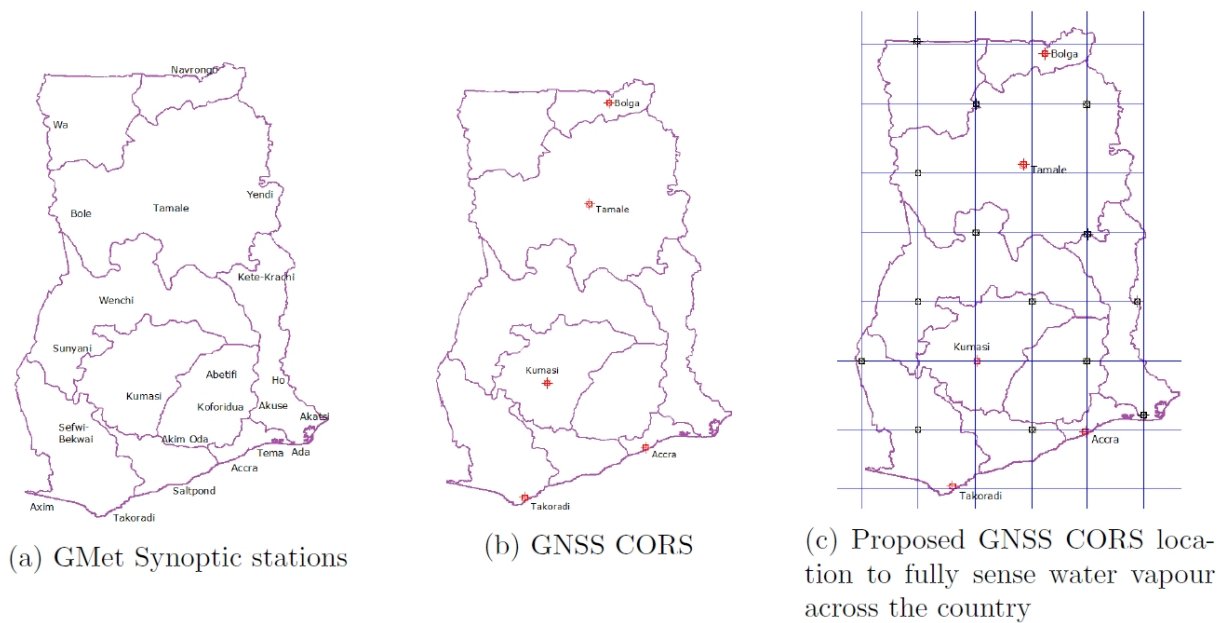 Navrongo
Wa
Yendi
Bole
Tamale
Kete-Krachi
Wenchi
Sunyani
Abetifi
Ho
Kumasi
Koforidua
Akuse
Akatsi
Sefwi-
Bekwai
Akim Oda
Tema
Ada
Accra
Saltpond
Axim
Takoradi
(a) GMet Synoptic stations
Bolga
Tamale
Kumasi
Accra
Takoradi
(b) GNSS CORS
Bolga
Tamale
Kumasi
Accra
Takoradi
(c) Proposed GNSS CORS loca-
tion to fully sense water vapour
across the country